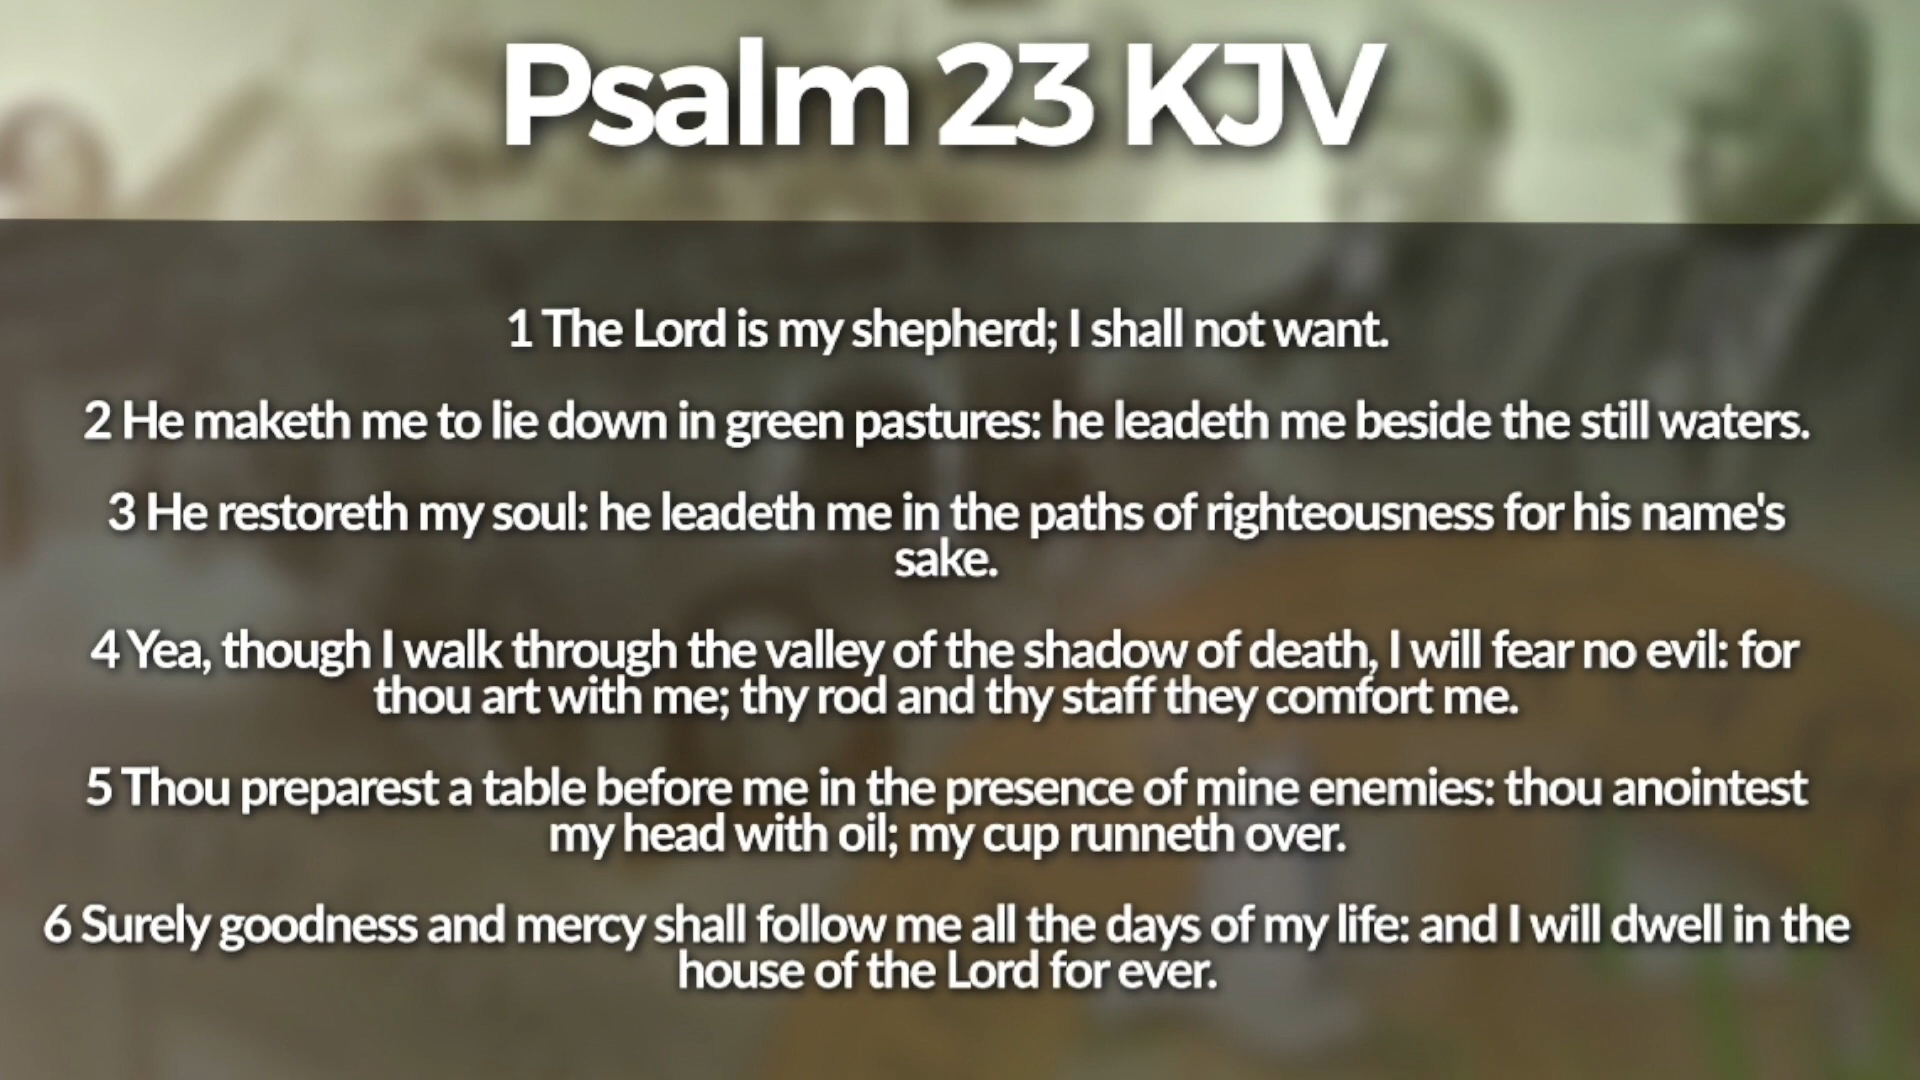 Psalm 23 KJV
1 The Lord is my shepherd; I shall not want.
2 He maketh me to lie down in green pastures: he leadeth me beside the still waters.
3 He restoreth my soul: he leadeth me in the paths of righteousness for his name's
sake.
4 Yea, though I walk through the valley of the shadow of death, I will fear no evil: for
thou art with me; thy rod and thy staff they comfort me.
5 Thou preparest a table before me in the presence of mine enemies: thou anointest
my head with oil; my cup runneth over.
6 Surely goodness and mercy shall follow me all the days of my life: and I will dwell in the
house of the Lord for ever.